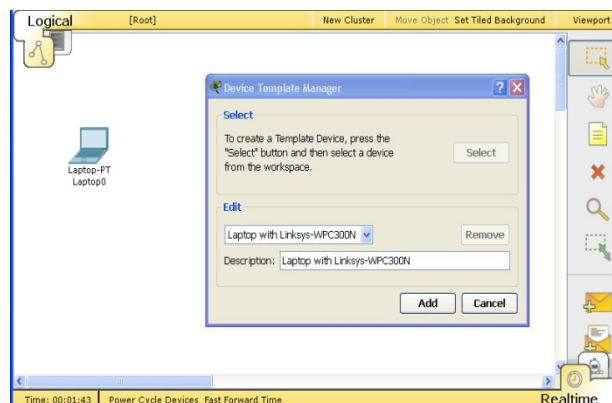 Logical [Root] New Cluster Move Object Set Tiled Background Viewport
Device Template Manager
Select
To create a Template Device, press the
"Select" button and then select a device
from the workspace.
Select
Laptop-PT
Laptop0
Edit
Laptop with Linksys-WPC300N
Remove
Description: Laptop with Linksys-WPC300N
Add Cancel
Time: 00:01:43 Power Cycle Devices Fast Forward Time Realtime